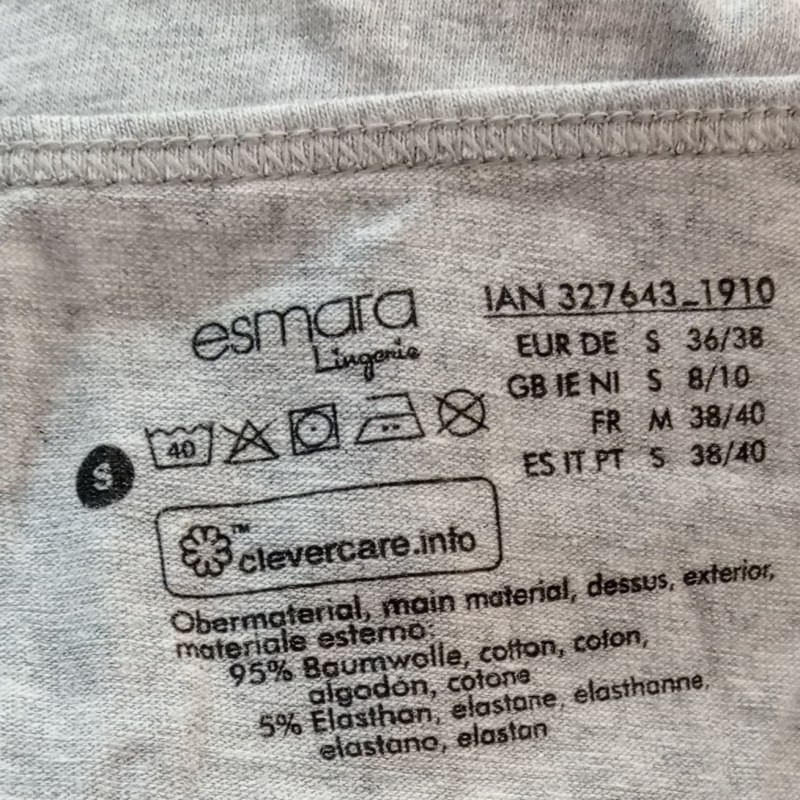 esmara
Lingerie
IAN 327643_1910
EUR DE S 36/38
GB IE NI S 8/10
FR M 38/40
ES IT PT S 38/40
S
40
™
clevercare.info
Obermaterial, main material, dessus, exterior,
materiale esterno:
95% Baumwolle, cotton, coton,
algodón, cotone
5% Elasthan, elastane, elasthanne,
elastano, elastan